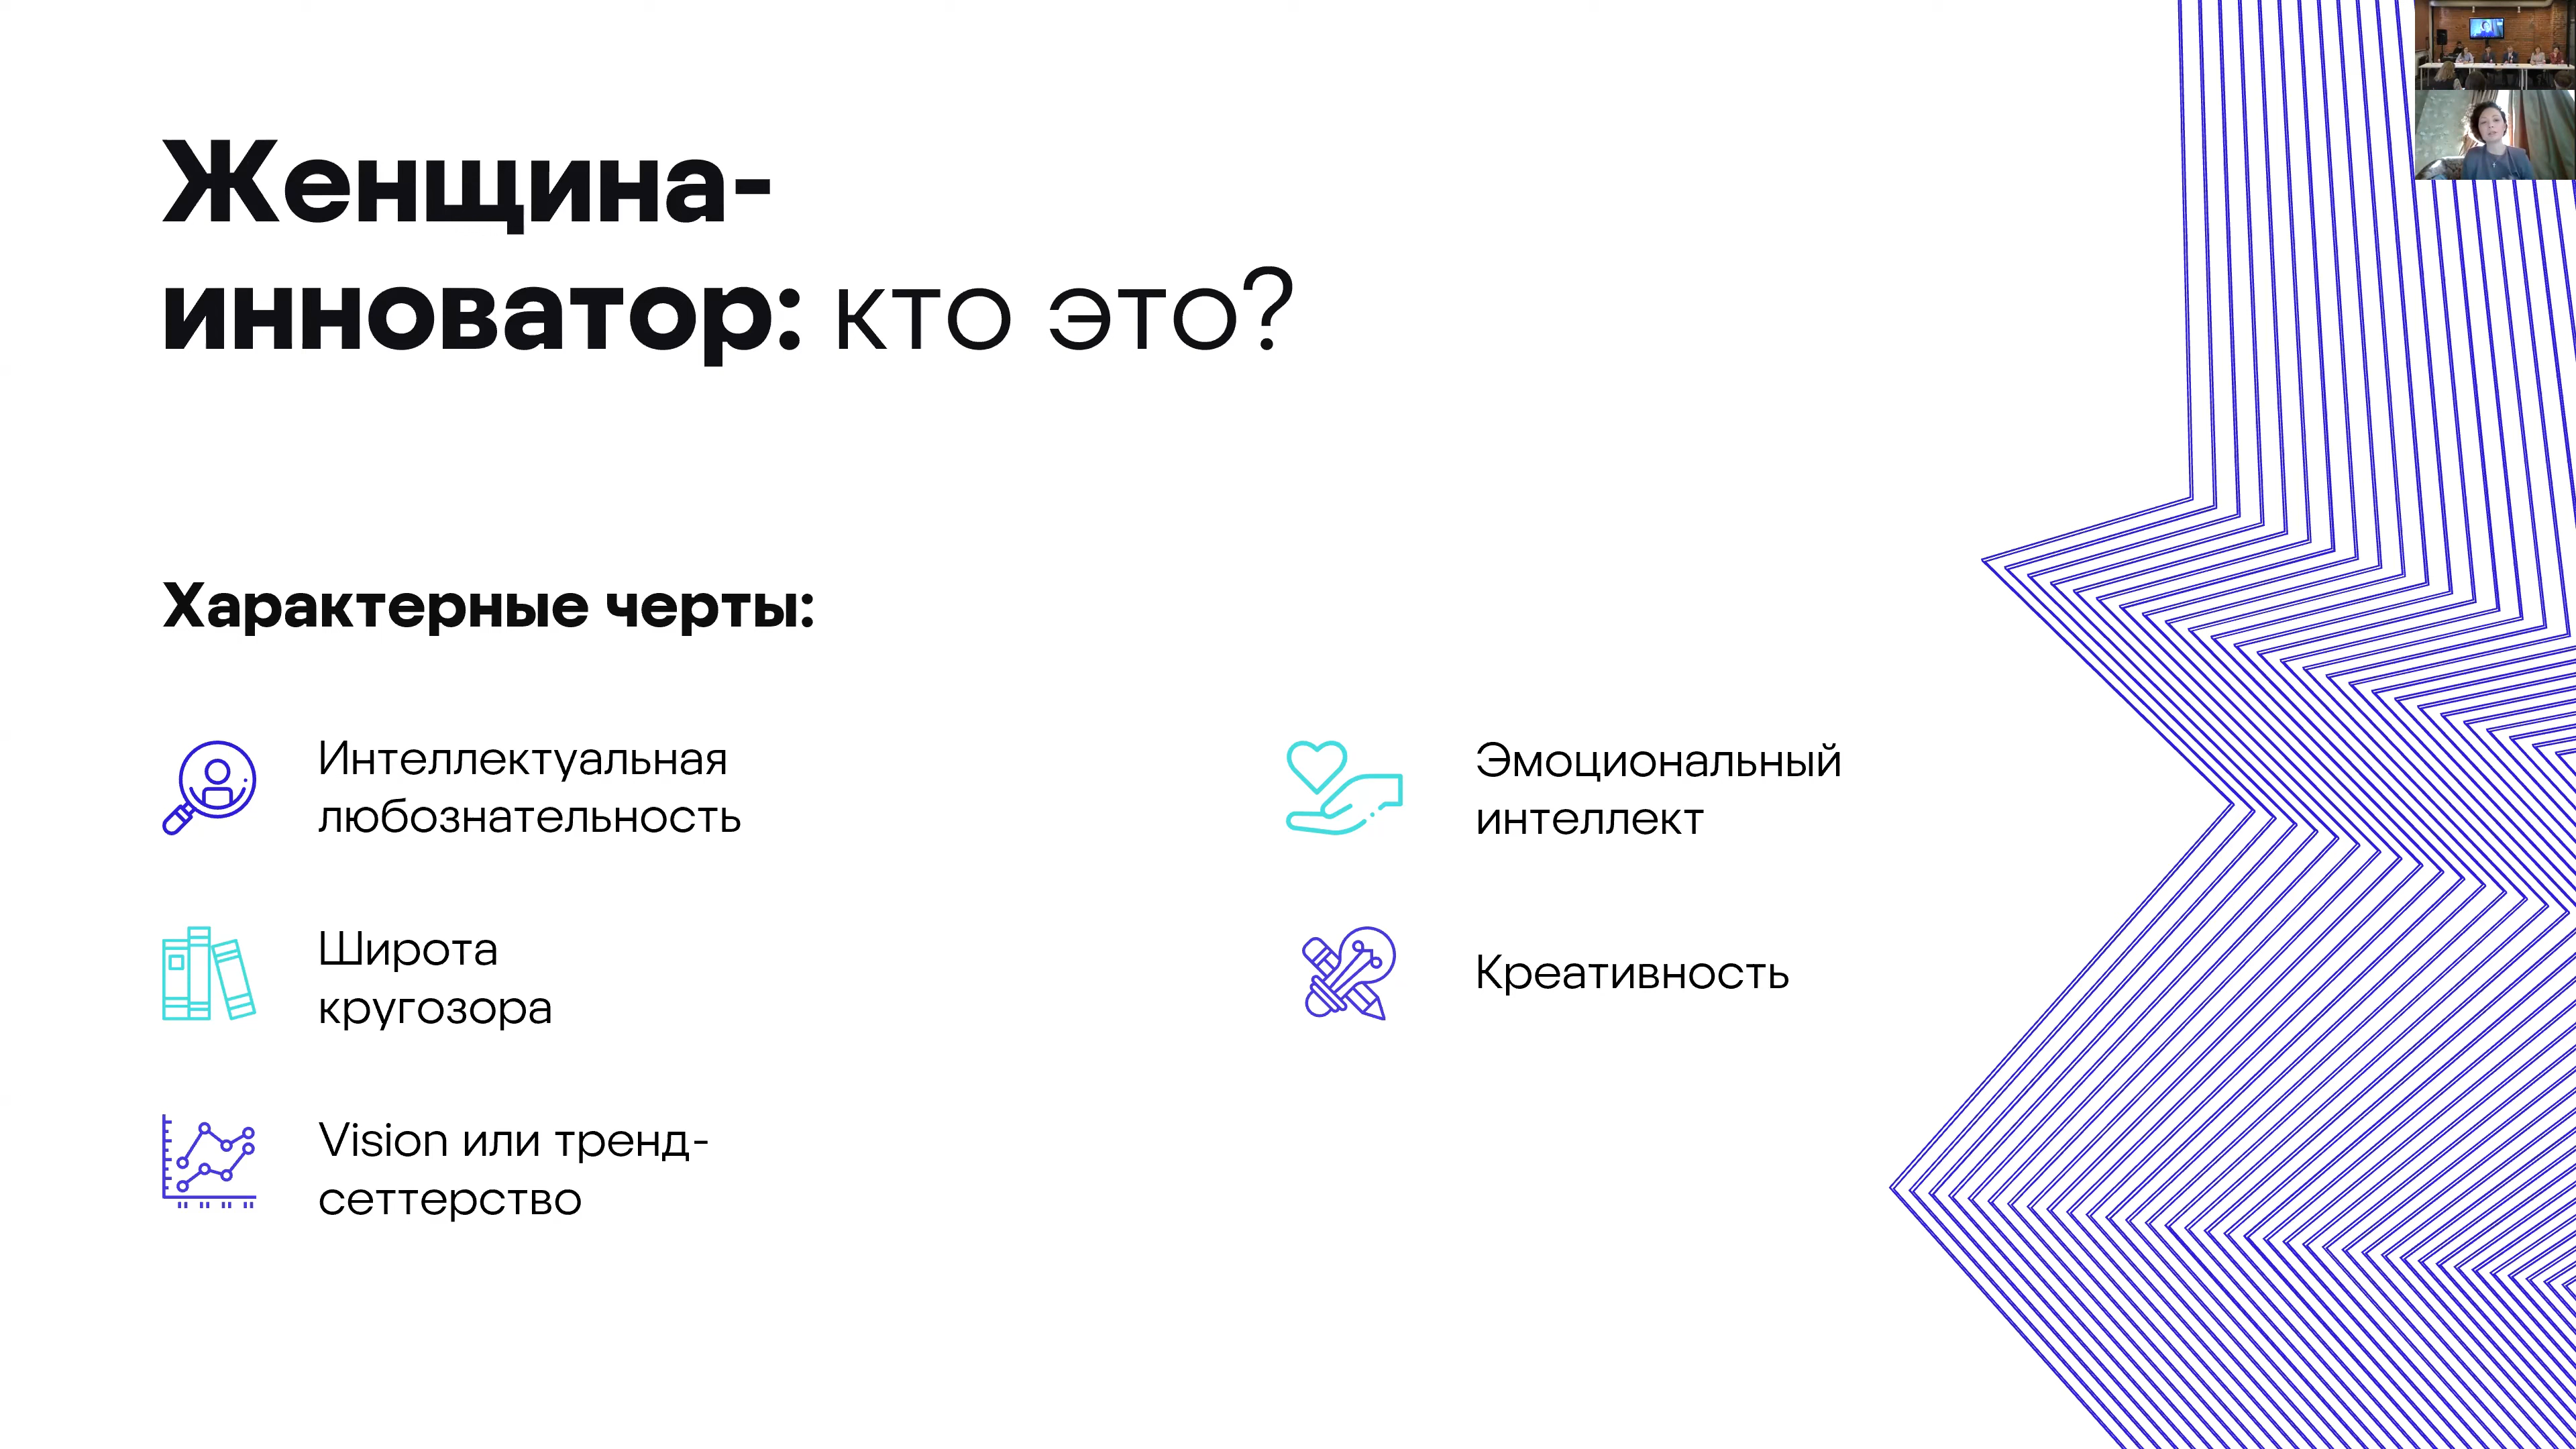 Женщина-
инноватор: кто это?
Характерные черты:
Интеллектуальная
любознательность
Широта
кругозора
Vision или тренд-
сеттерство
Эмоциональный
интеллект
Креативность